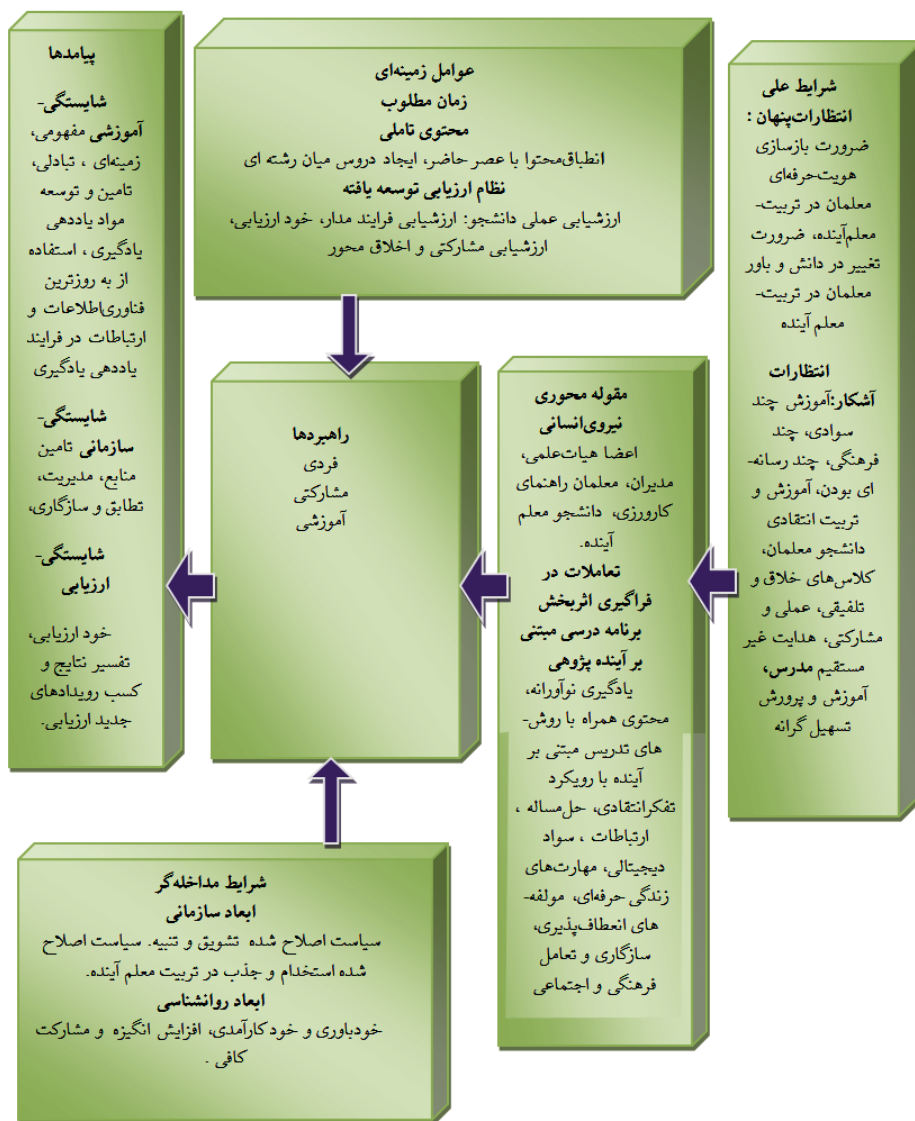 شرایط علی
انتظارات‌پنهان :
ضرورت بازسازی
هویت‌حرفه‌ای
معلمان در تربیت-
معلم‌آینده، ضرورت
تغییر در دانش و باور
معلمان در تربیت-
معلم آینده
انتظارات
آشکار:آموزش چند
سوادی، چند
فرهنگی، چند رسانه-
ای بودن، آموزش و
تربیت انتقادی
دانشجو معلمان،
کلاس‌های خلاق و
تلفیقی، عملی و
مشارکتی، هدایت غیر
مستقیم مدرس،
آموزش و پرورش
تسهیل گرانه
عوامل زمینه‌ای
زمان مطلوب
محتوی تاملی
انطباق‌محتوا با عصر حاضر، ایجاد دروس میان رشته ای
نظام ارزیابی توسعه یافته
ارزشیابی عملی دانشجو: ارزشیابی فرایند مدار، خود ارزیابی،
ارزشیابی مشارکتی و اخلاق محور
مقوله محوری
نیروی‌انسانی
اعضا هیات‌علمی،
مدیران، معلمان راهنمای
کارورزی، دانشجو معلم
آینده.
تعاملات در
فراگیری اثربخش
برنامه درسی مبتنی
بر آینده پژوهی
یادگیری نوآورانه،
محتوی همراه با روش-
های تدریس مبتنی بر
آینده با رویکرد
تفکرانتقادی، حل‌مساله ،
ارتباطات ، سواد
دیجیتالی، مهارت‌های
زندگی حرفه‌ای، مولفه-
های انعطاف‌پذیری،
سازگاری و تعامل
فرهنگی و اجتماعی
راهبردها
فردی
مشارکتی
آموزشی
شرایط مداخله‌گر
ابعاد سازمانی
سیاست اصلاح شده تشویق و تنبیه. سیاست اصلاح
شده استخدام و جذب در تربیت معلم آینده.
ابعاد روانشناسی
خودباوری و خود کارآمدی، افزایش انگیزه و مشارکت
کافی .
پیامدها
شایستگی-
آموزشی مفهومی،
زمینه‌ای ، تبادلی،
تامین و توسعه
مواد یاددهی
یادگیری ، استفاده
از به روزترین
فناوری‌اطلاعات و
ارتباطات در فرایند
یاددهی یادگیری
شایستگی-
سازمانی تامین
منابع، مدیریت،
تطابق و سازگاری،
شایستگی-
ارزیابی
خود ارزیابی،
تفسیر نتایج و
کسب رویدادهای
جدید ارزیابی.